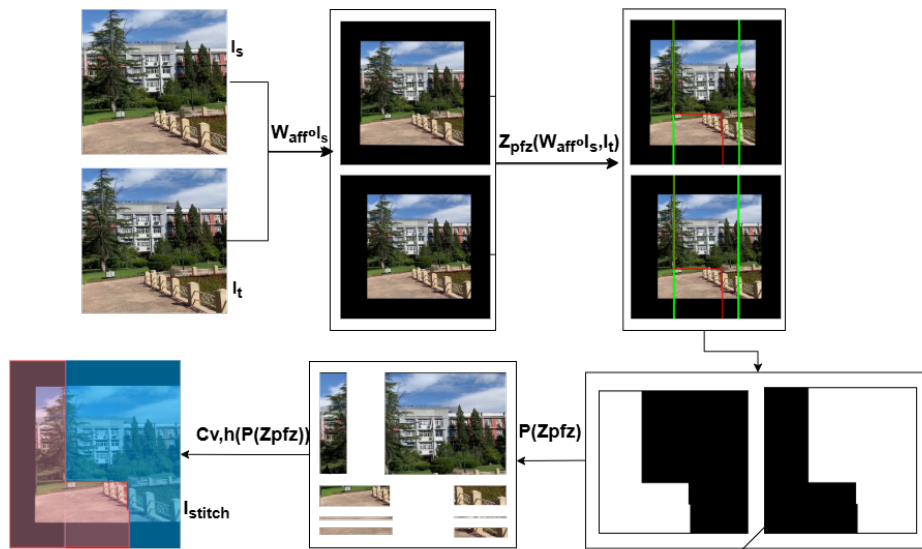 Is
Waff∘Is
Zpfz(Waff∘Is,It)
It
Cv,h(P(Zpfz))
P(Zpfz)
Istitch